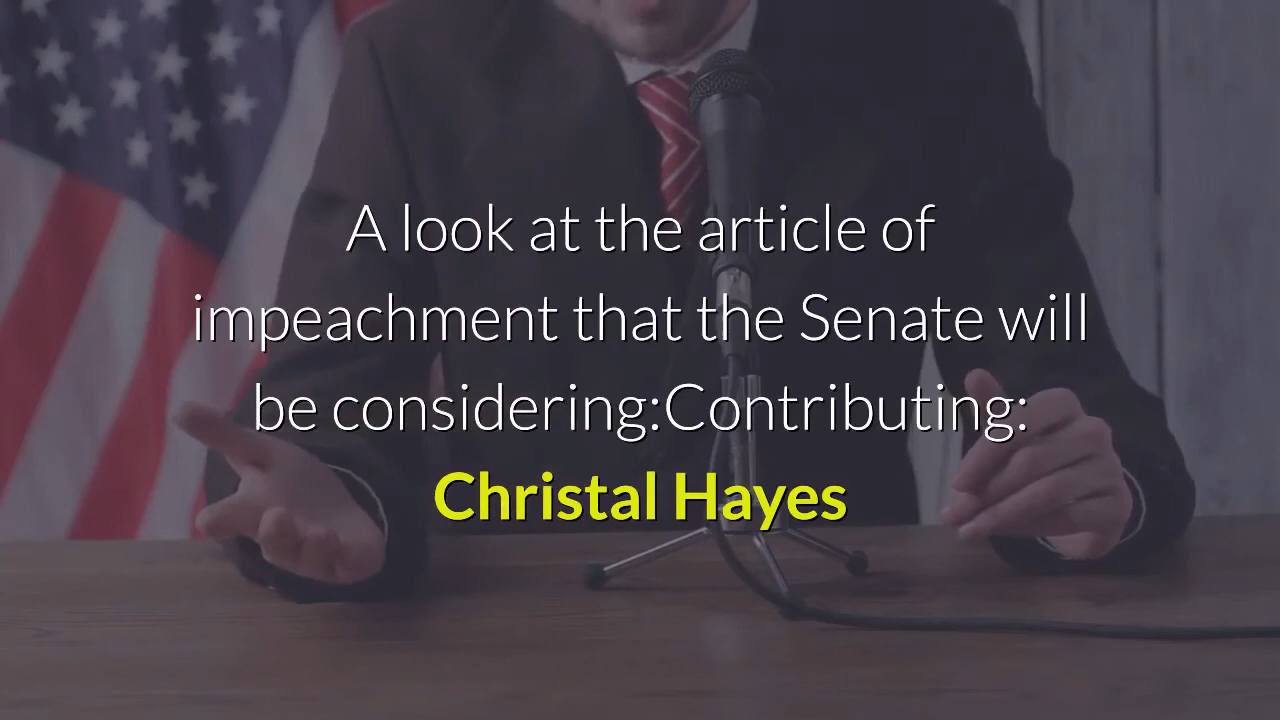 A look at the article of
impeachment that the Senate will
be considering:Contributing:
Christal Hayes